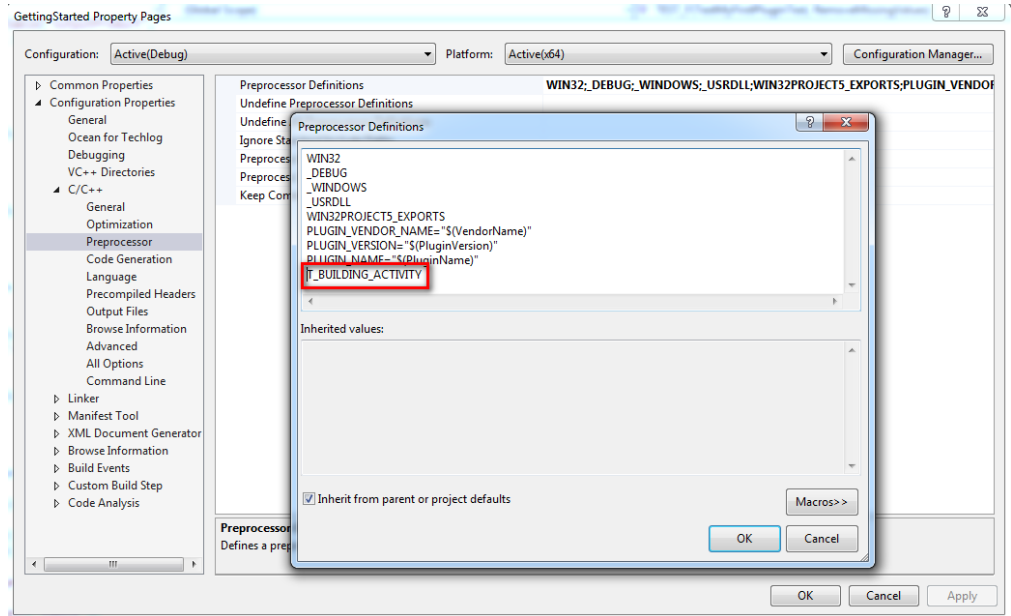 GettingStarted Property Pages
Configuration: Active(Debug) Platform: Active(x64) Configuration Manager...
Common Properties
Configuration Properties
General
Ocean for Techlog
Debugging
VC++ Directories
C/C++
General
Optimization
Preprocessor
Code Generation
Language
Precompiled Headers
Output Files
Browse Information
Advanced
All Options
Command Line
Linker
Manifest Tool
XML Document Generator
Browse Information
Build Events
Custom Build Step
Code Analysis
Preprocessor Definitions WIN32;_DEBUG;_WINDOWS;_USRDLL;WIN32PROJECT5_EXPORTS;PLUGIN_VENDOR
Undefine Preprocessor Definitions
Undefine
Ignore Sta
Preproces
Preproces
Keep Com
Preprocessor Definitions
WIN32
_DEBUG
_WINDOWS
_USRDLL
WIN32PROJECT5_EXPORTS
PLUGIN_VENDOR_NAME="$(VendorName)"
PLUGIN_VERSION="$(PluginVersion)"
PLUGIN_NAME="$(PluginName)"
T_BUILDING_ACTIVITY
Inherited values:
Inherit from parent or project defaults
Macros>>
OK Cancel
Preprocessor
Defines a prep
OK Cancel Apply